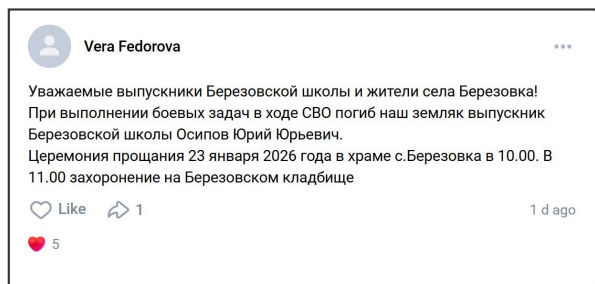 Vera Fedorova
Уважаемые выпускники Березовской школы и жители села Березовка!
При выполнении боевых задач в ходе СВО погиб наш земляк выпускник
Березовской школы Осипов Юрий Юрьевич.
Церемония прощания 23 января 2026 года в храме с.Березовка в 10.00. В
11.00 захоронение на Березовском кладбище
Like 1 1 d ago
5